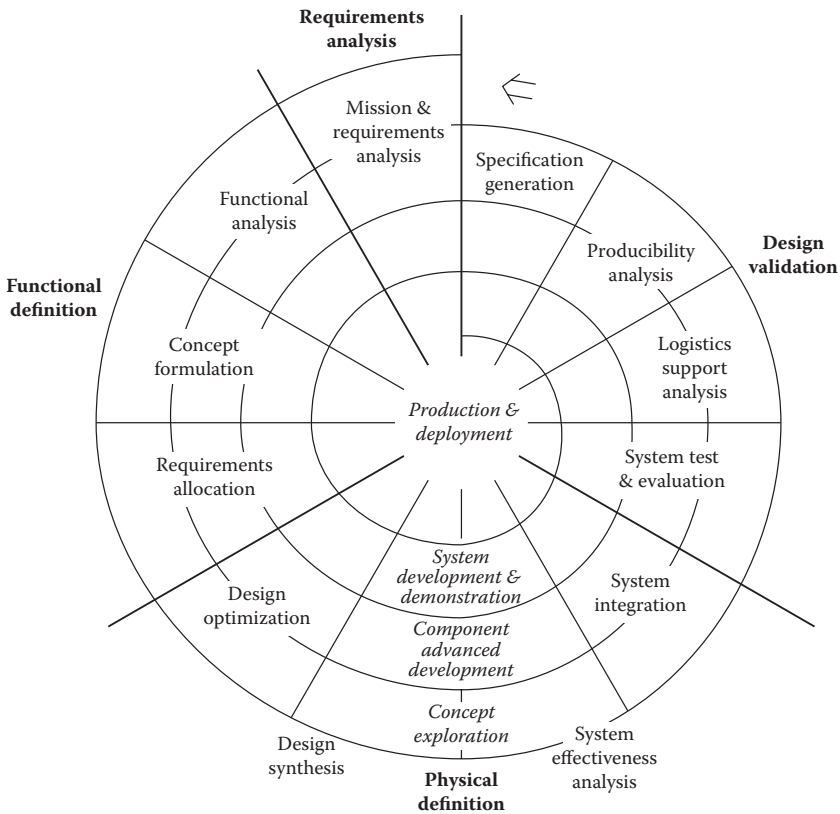 Requirements
analysis
Mission &
requirements
analysis
Specification
generation
Functional
analysis
Producibility
analysis
Design
validation
Functional
definition
Concept
formulation
Logistics
support
analysis
Production &
deployment
Requirements
allocation
System test
& evaluation
System
development &
demonstration
Design
optimization
System
integration
Component
advanced
development
Concept
exploration
Design
synthesis
System
effectiveness
analysis
Physical
definition